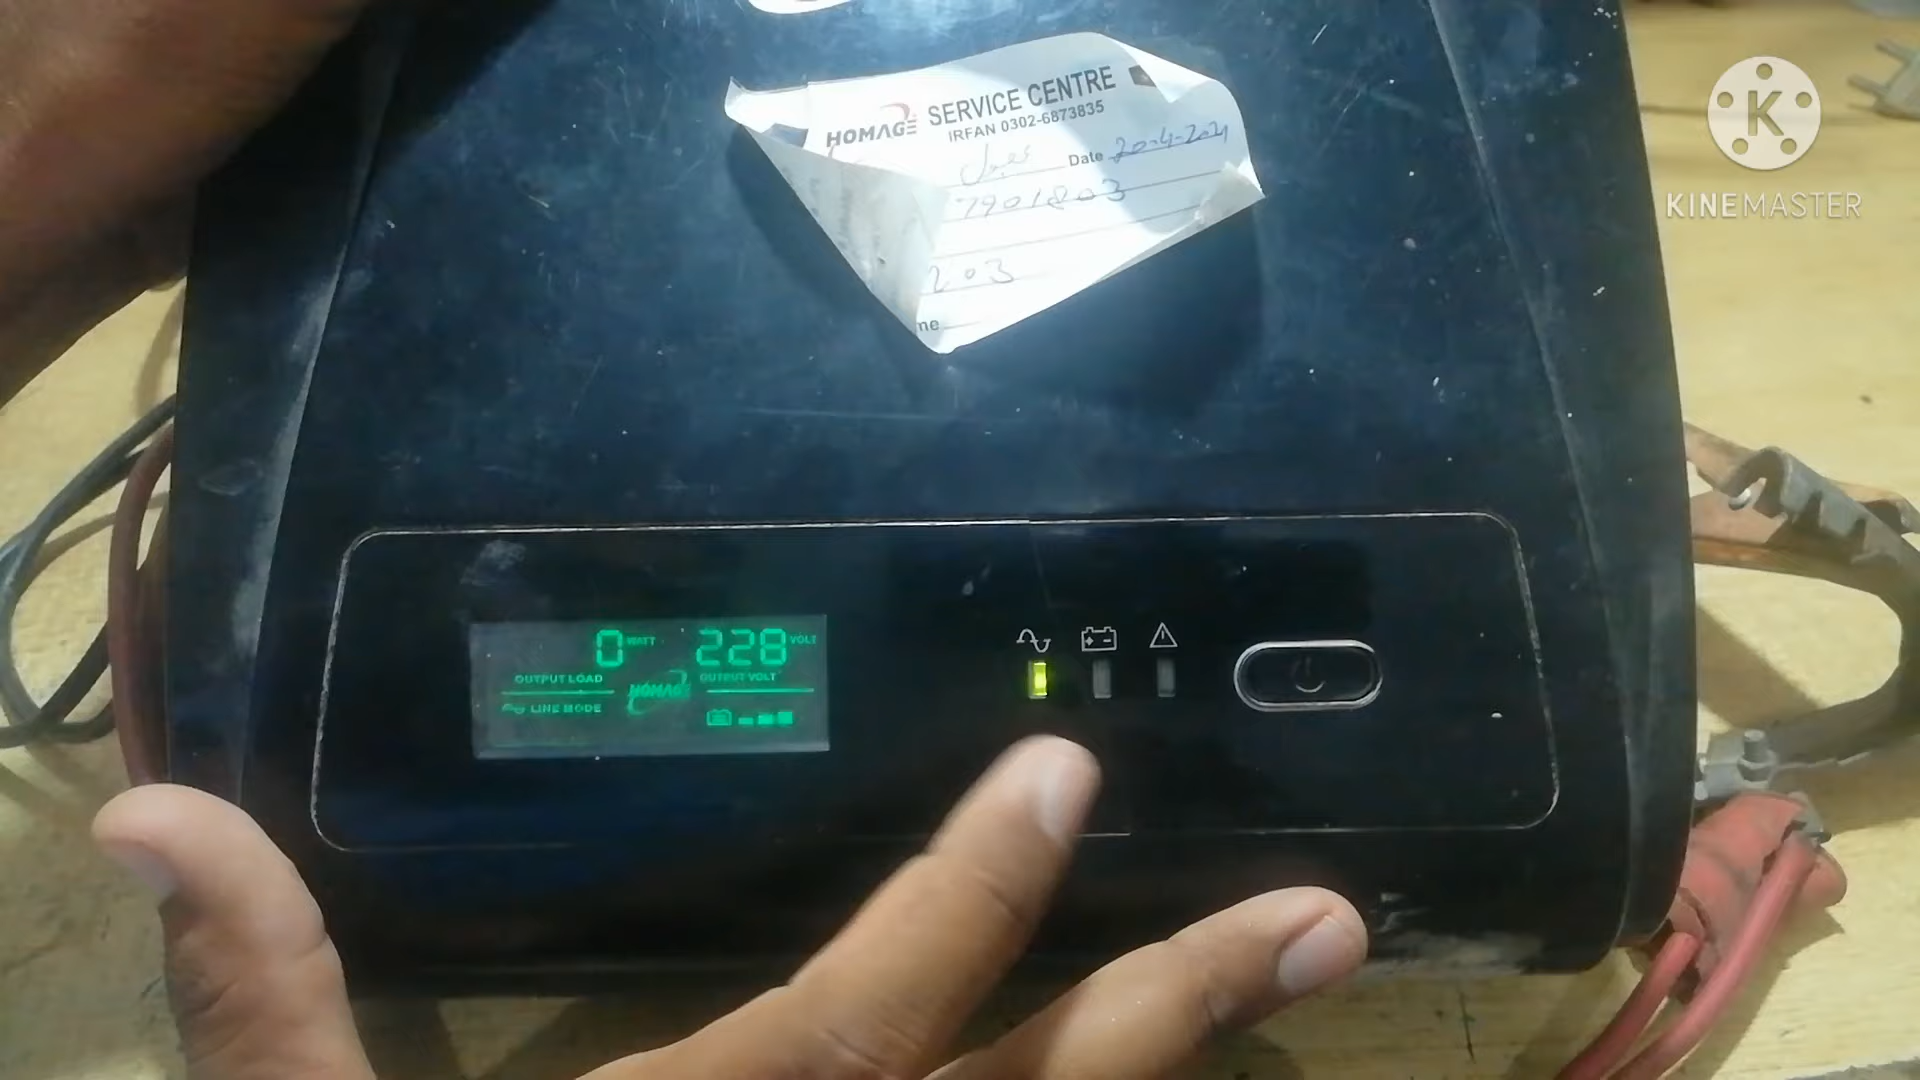 HOMAGE SERVICE CENTRE
IRFAN 0302-6873835
Date 20-4-2021
7901803
203
me
K
KINEMASTER
0 WATT 228 VOLT
OUTPUT LOAD OUTPUT VOLT
HOMAGE
LINE MODE